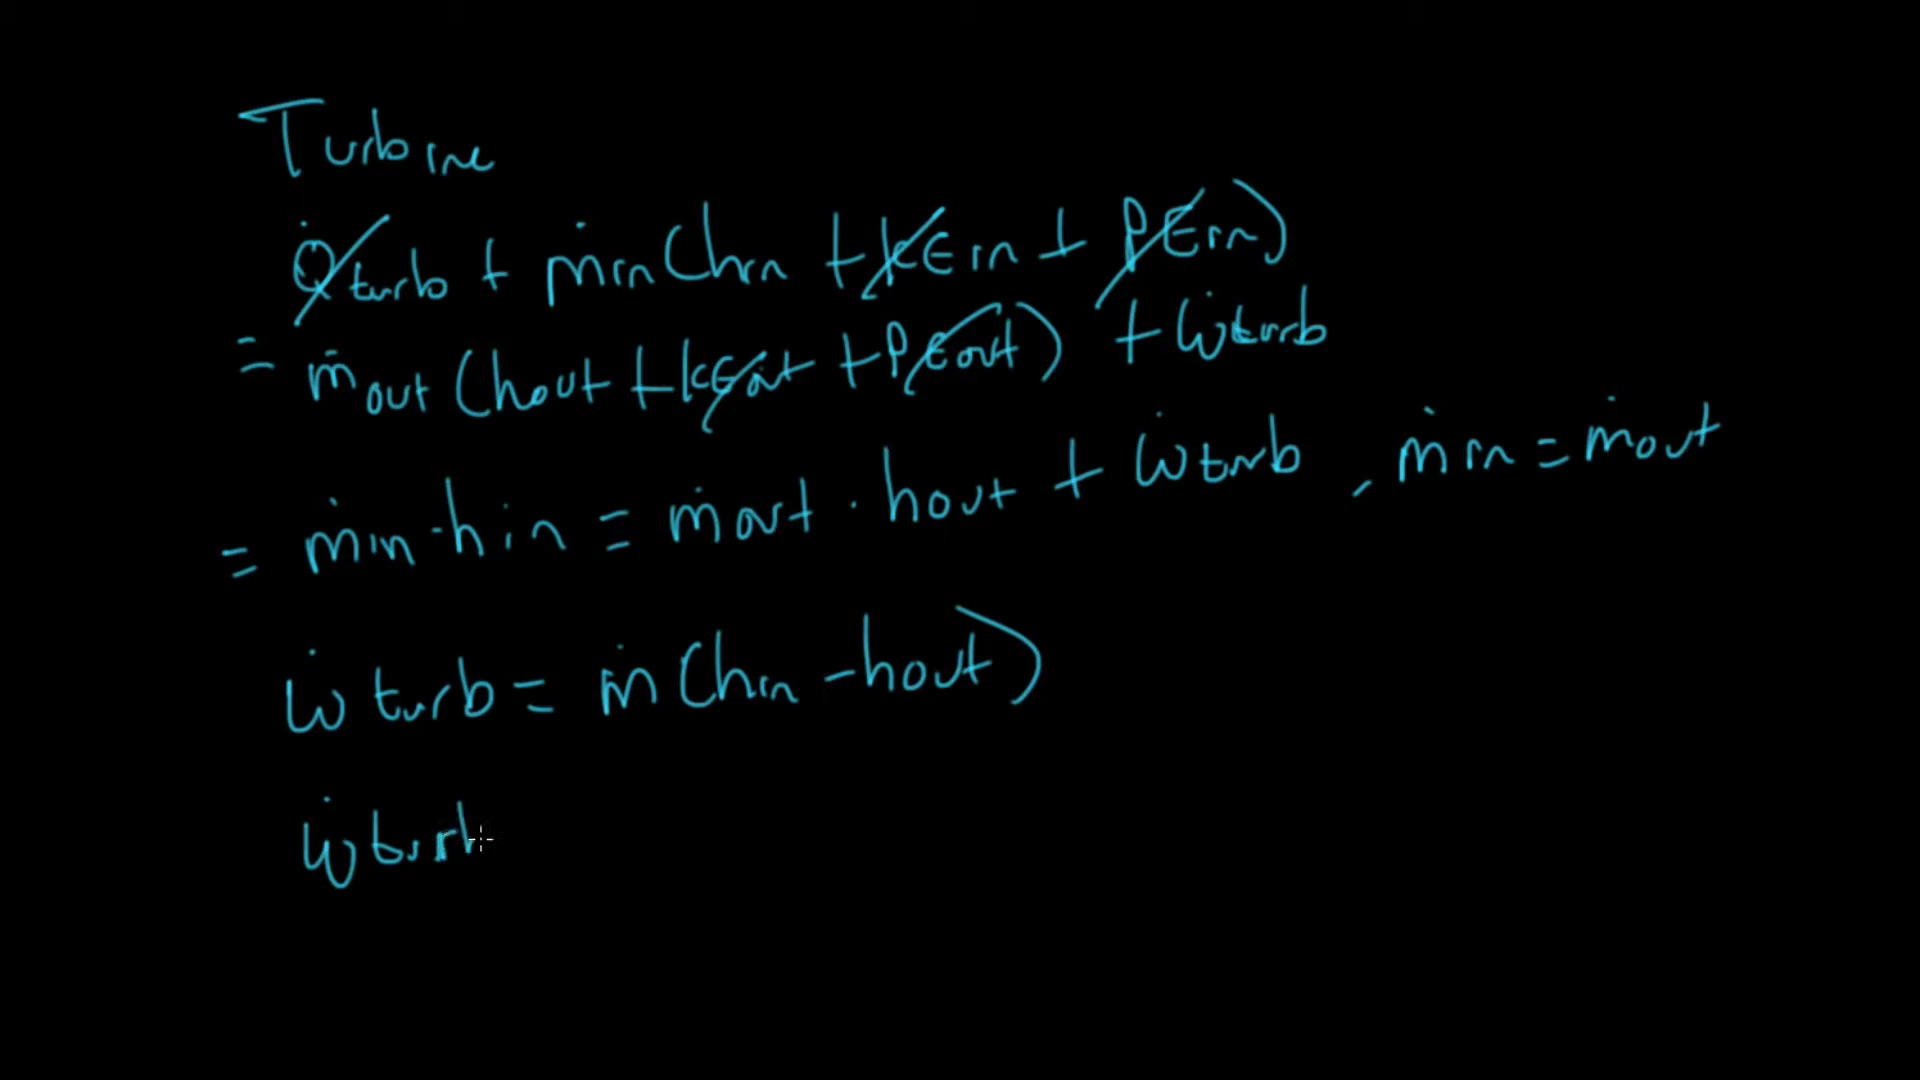 Turbine
Q̇turb + ṁin(hin + KEin + PEin)
= ṁout (hout + KEout + PEout) + Ẇturb
= ṁin·hin = ṁout · hout + Ẇturb , ṁin = ṁout
Ẇturb = ṁ(hin - hout)
Ẇturb